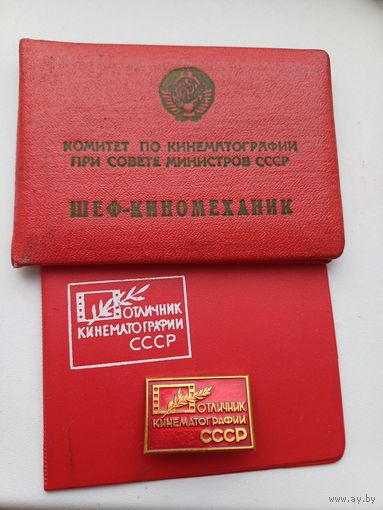 КОМИТЕТ ПО КИНЕМАТОГРАФИИ
ПРИ СОВЕТЕ МИНИСТРОВ СССР
ШЕФ-КИНОМЕХАНИК
ОТЛИЧНИК
КИНЕМАТОГРАФИИ
СССР
ОТЛИЧНИК
КИНЕМАТОГРАФИИ
СССР
www.ay.by